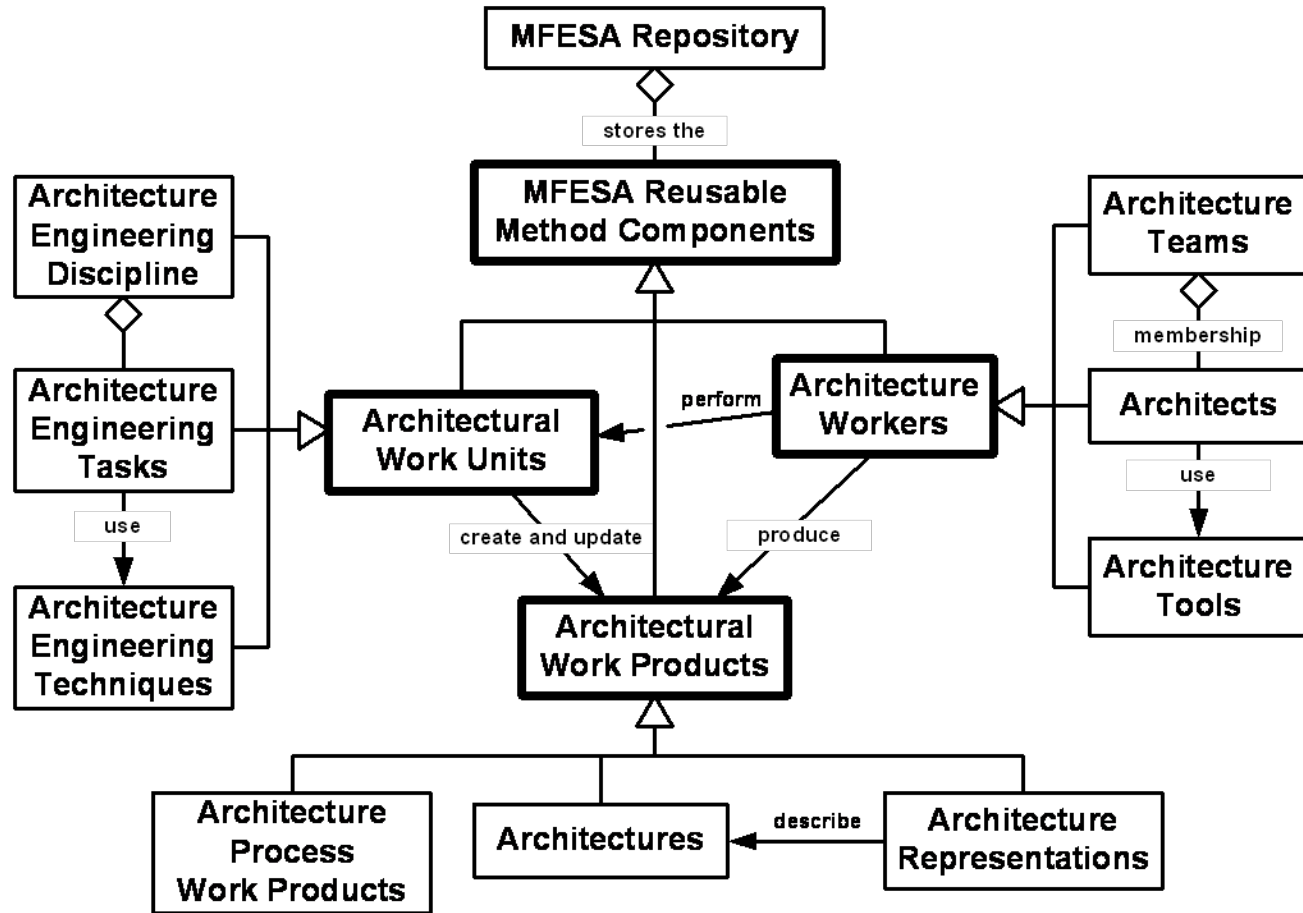 MFESA Repository
stores the
MFESA Reusable
Method Components
Architecture
Engineering
Discipline
Architecture
Teams
membership
Architecture
Engineering
Tasks
Architectural
Work Units
perform
Architecture
Workers
Architects
use
use
create and update
produce
Architecture
Engineering
Techniques
Architecture
Tools
Architectural
Work Products
Architecture
Process
Work Products
Architectures
describe
Architecture
Representations